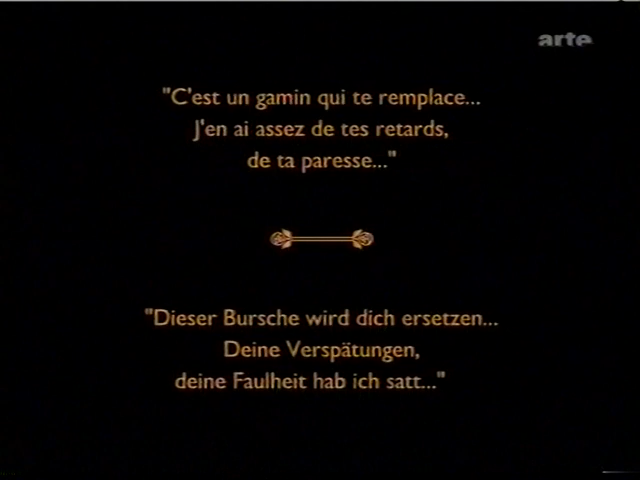 arte
"C'est un gamin qui te remplace...
J'en ai assez de tes retards,
de ta paresse..."
"Dieser Bursche wird dich ersetzen...
Deine Verspätungen,
deine Faulheit hab ich satt..."